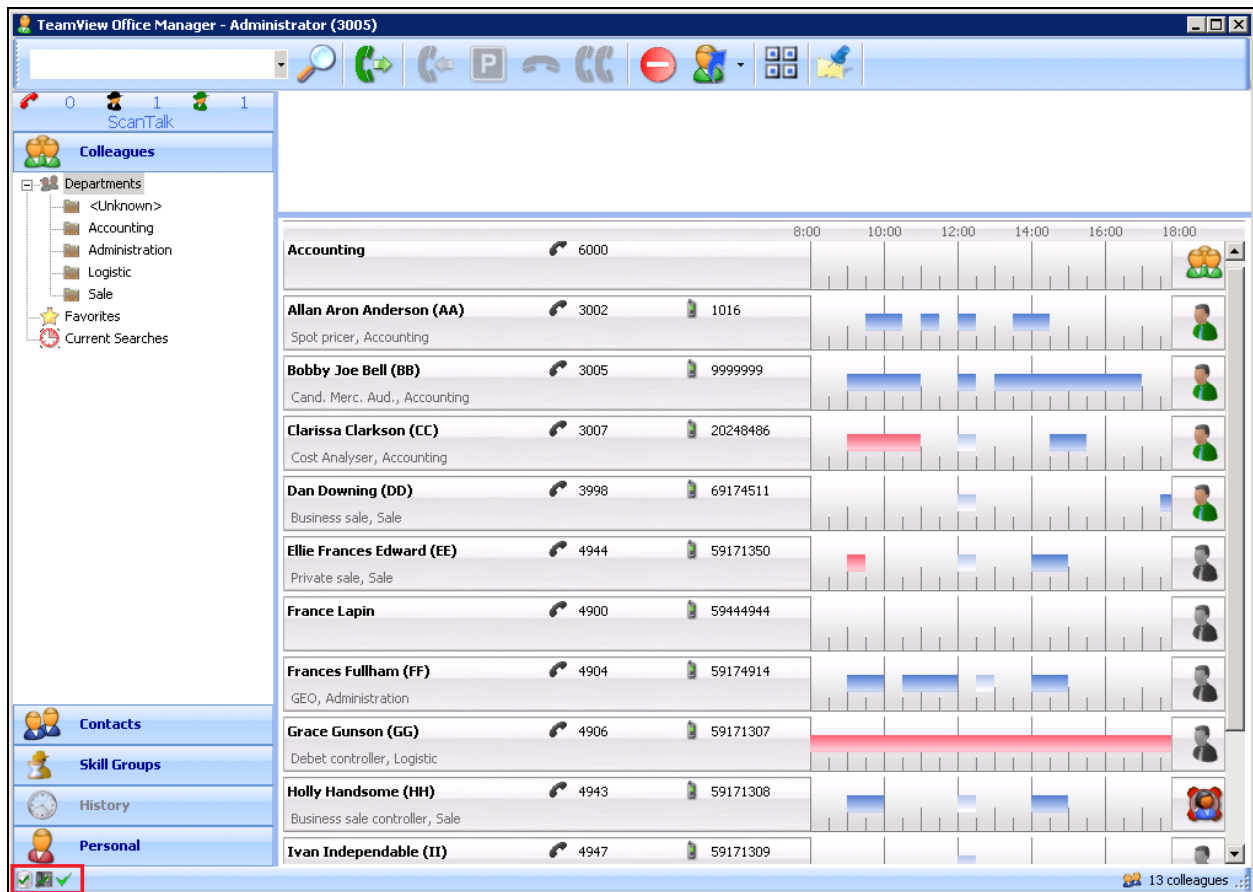 TeamView Office Manager - Administrator (3005)
P
0 1 1
ScanTalk
Colleagues
Departments
<Unknown>
Accounting
Administration
Logistic
Sale
Favorites
Current Searches
Contacts
Skill Groups
History
Personal
8:00 10:00 12:00 14:00 16:00 18:00
Accounting 6000
Allan Aron Anderson (AA) 3002 1016
Spot pricer, Accounting
Bobby Joe Bell (BB) 3005 9999999
Cand. Merc. Aud., Accounting
Clarissa Clarkson (CC) 3007 20248486
Cost Analyser, Accounting
Dan Downing (DD) 3998 69174511
Business sale, Sale
Ellie Frances Edward (EE) 4944 59171350
Private sale, Sale
France Lapin 4900 59444944
Frances Fullham (FF) 4904 59174914
GEO, Administration
Grace Gunson (GG) 4906 59171307
Debet controller, Logistic
Holly Handsome (HH) 4943 59171308
Business sale controller, Sale
Ivan Independable (II) 4947 59171309
13 colleagues